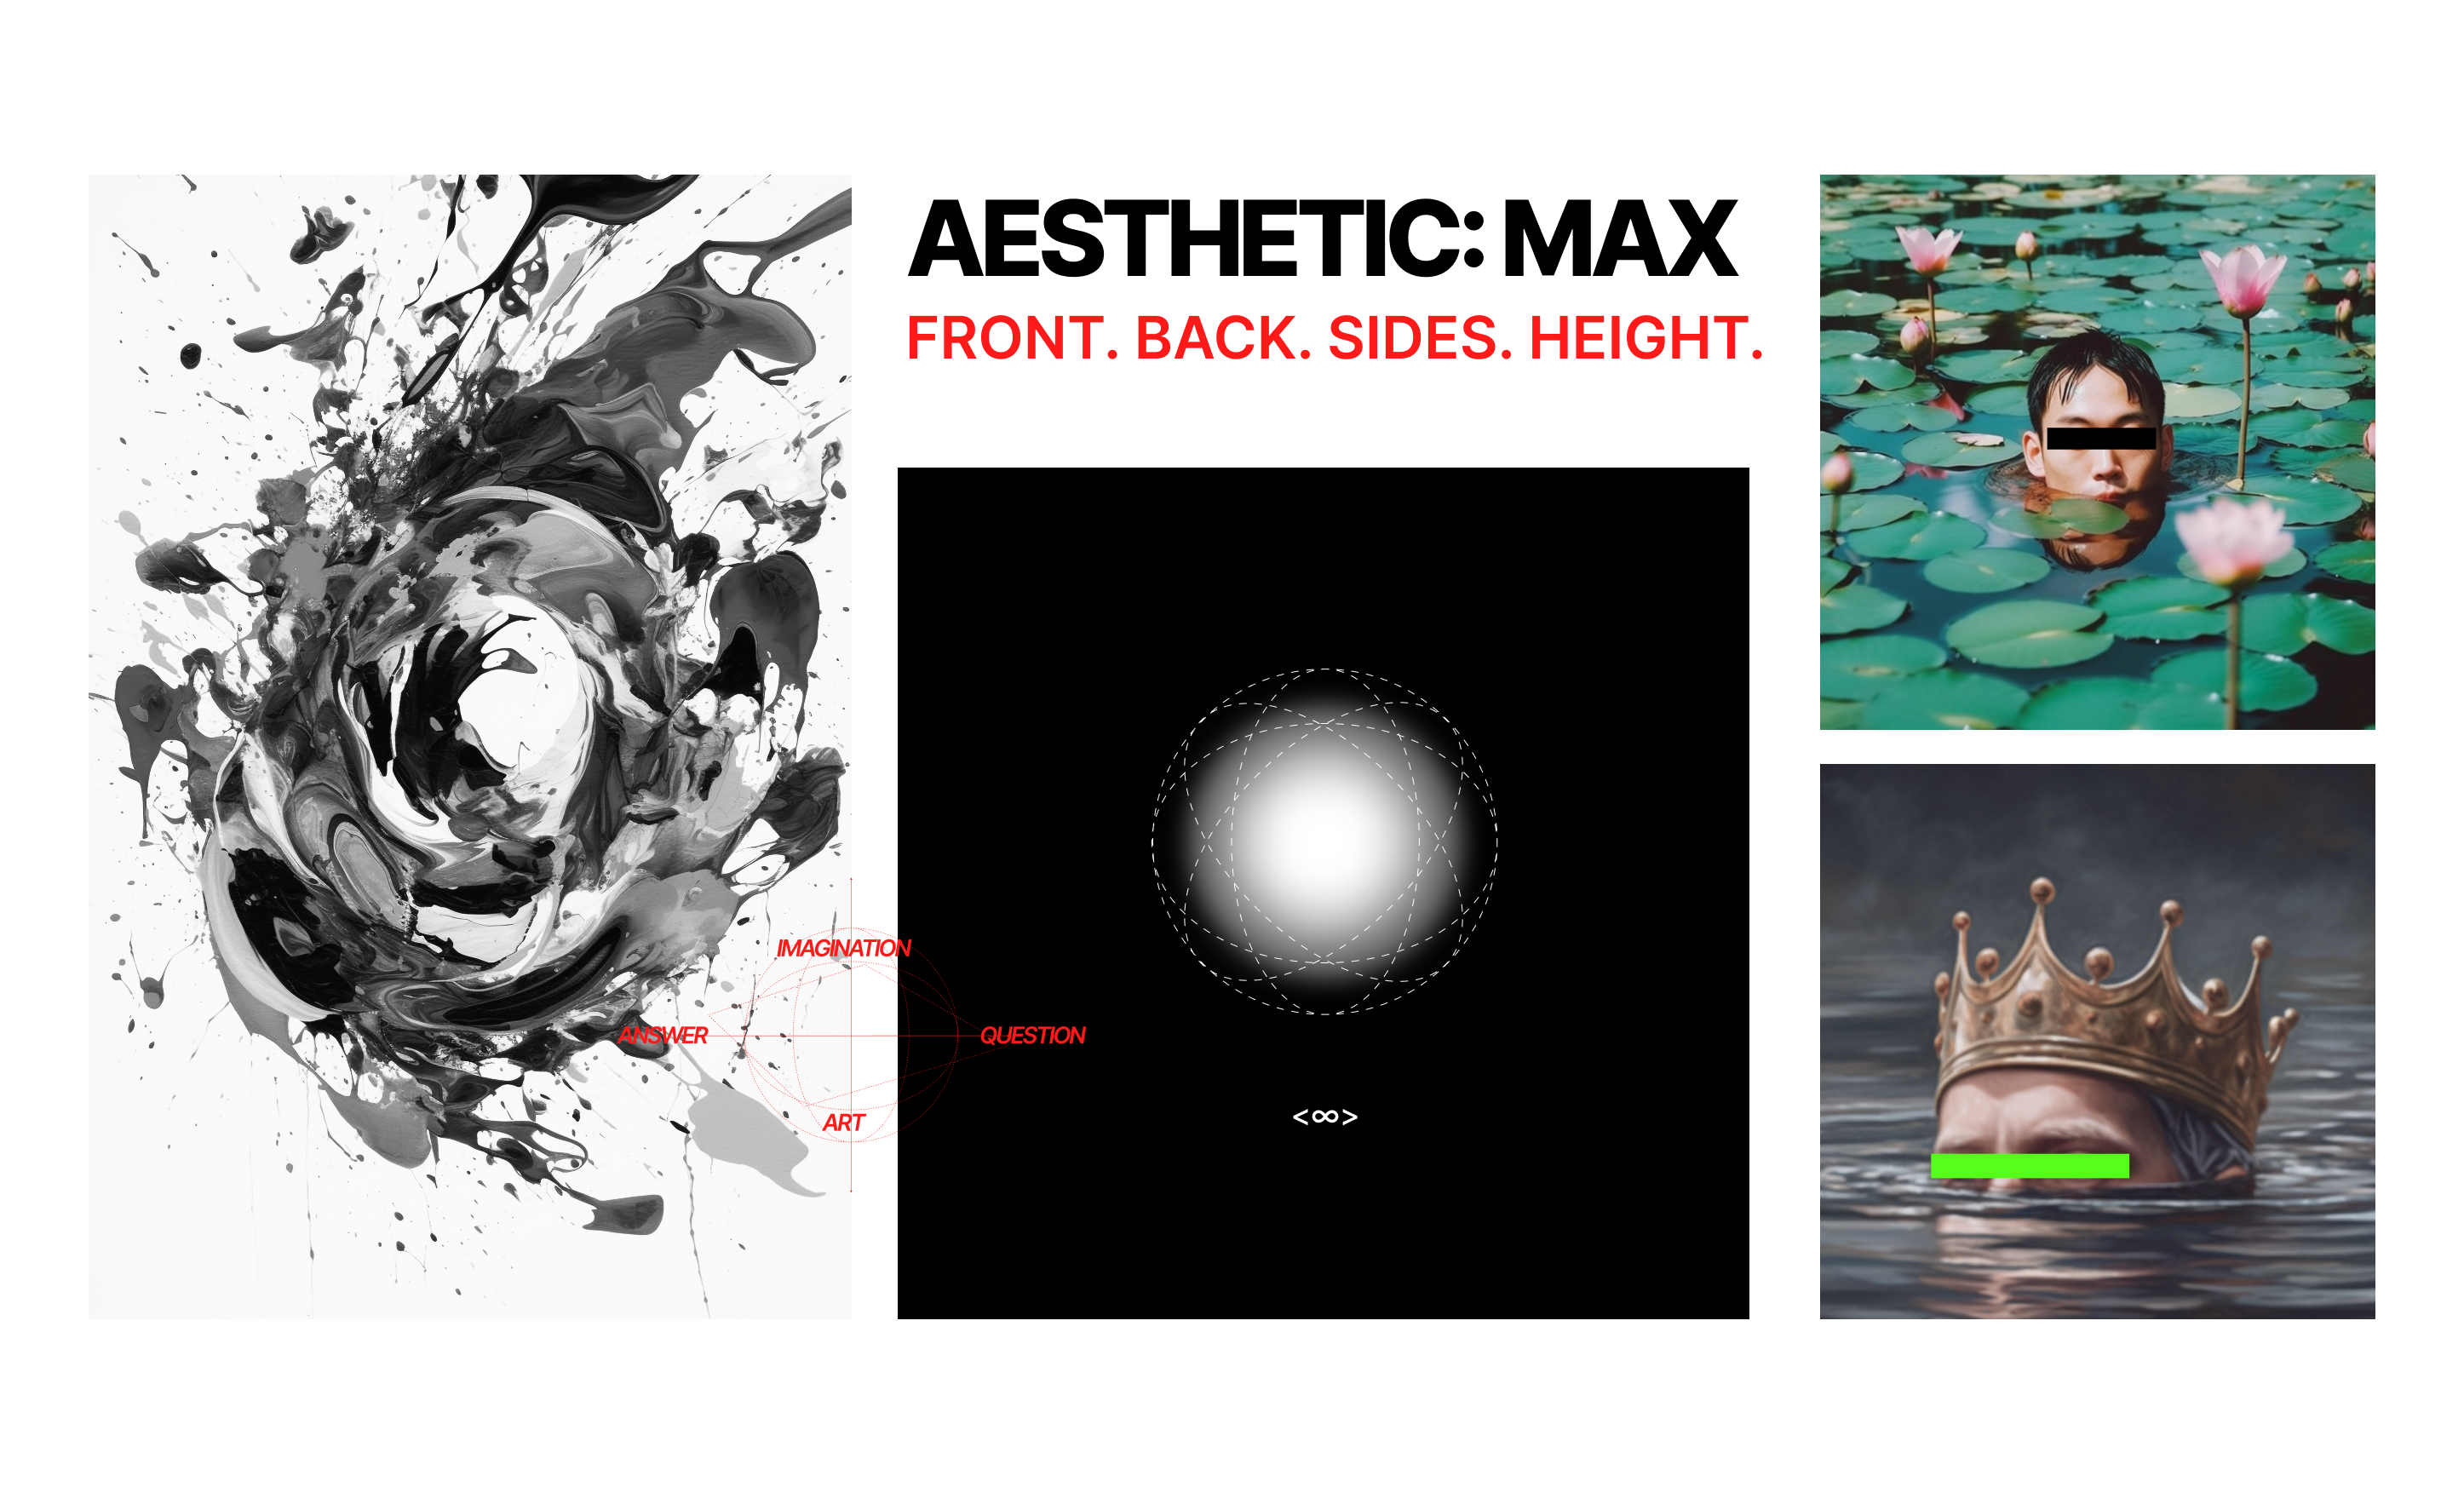 AESTHETIC: MAX
FRONT. BACK. SIDES. HEIGHT.
IMAGINATION
ANSWER
QUESTION
ART
<∞>